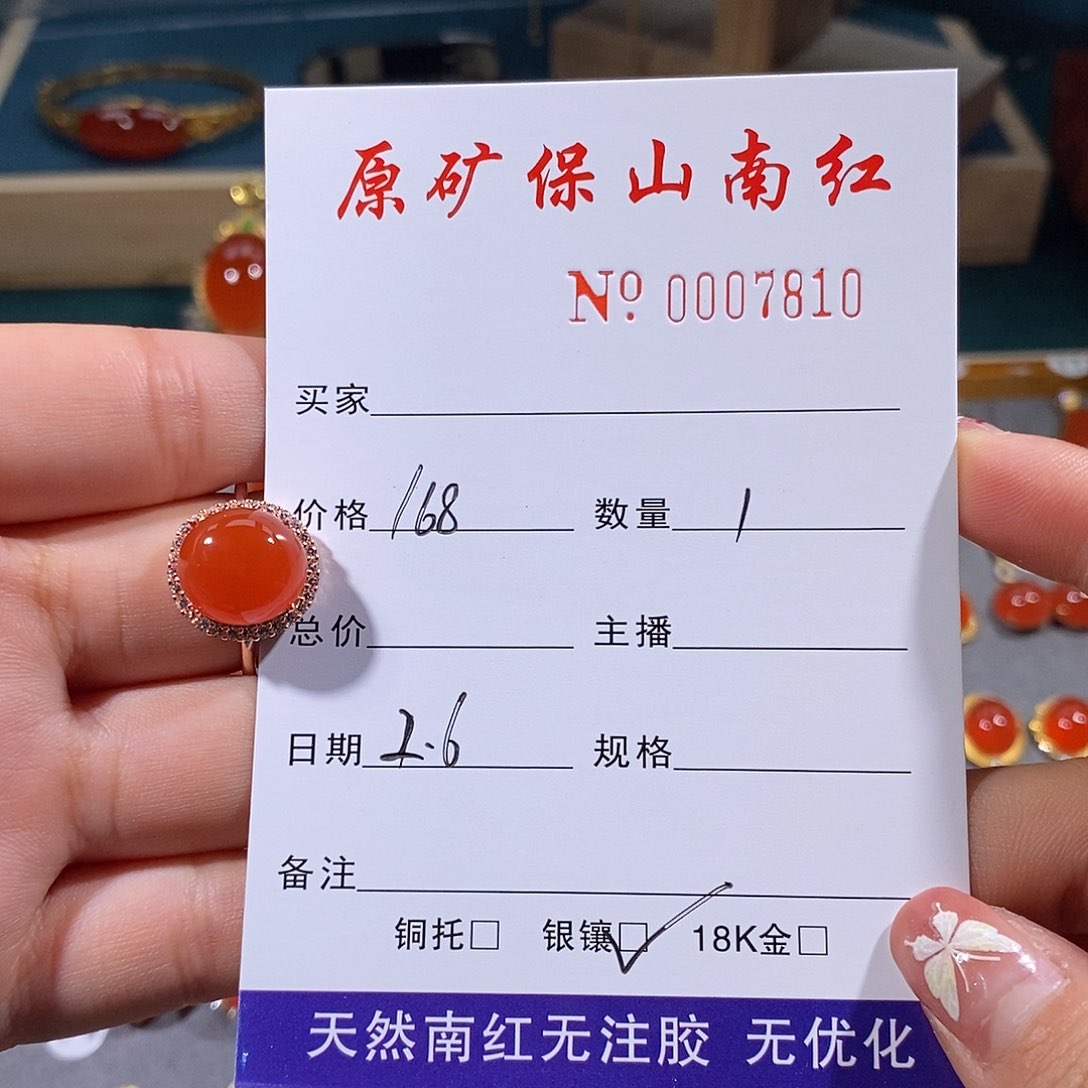 原矿保山南红
№ 0007810
买家
价格 168 数量 1
总价 主播
日期 2.6 规格
备注
铜托□ 银镶☑ 18K金□
天然南红无注胶 无优化